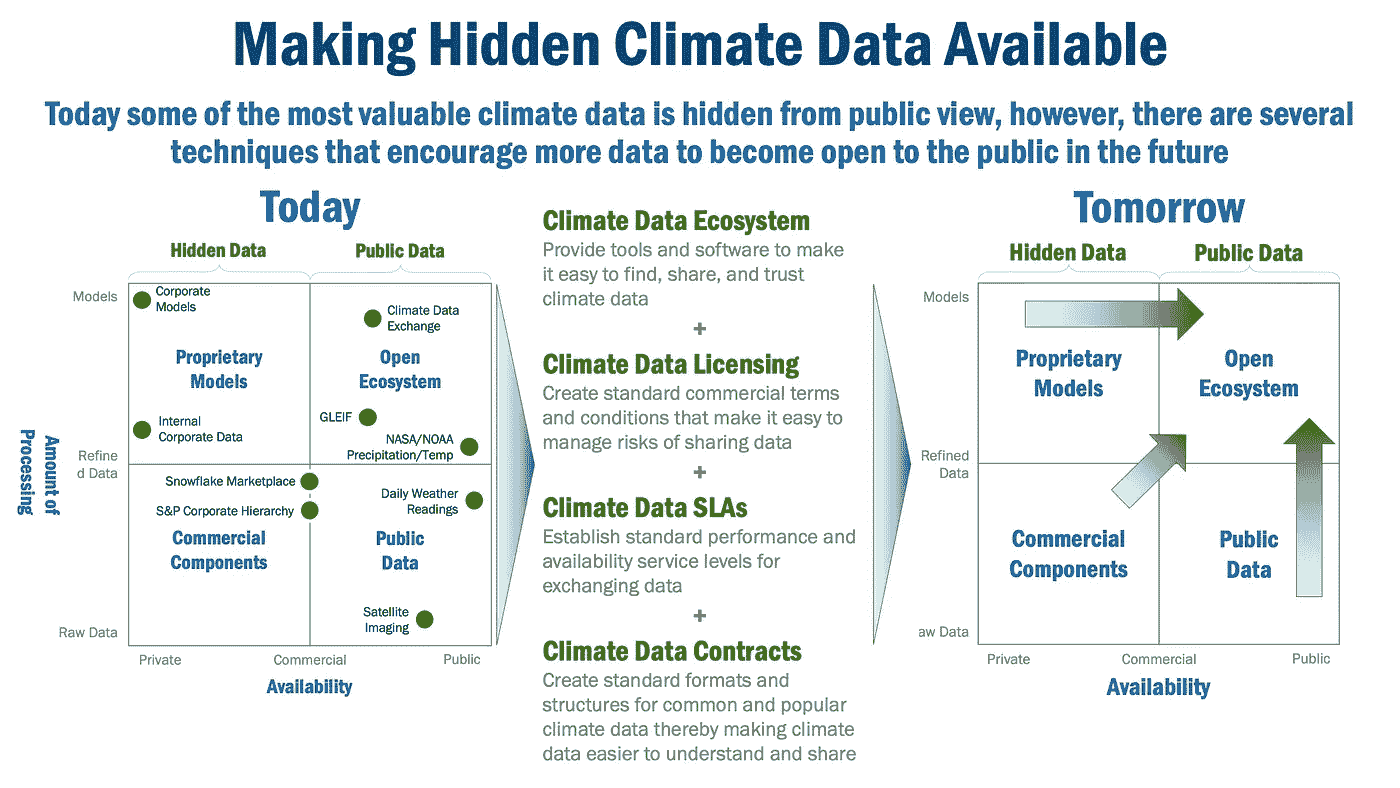 Making Hidden Climate Data Available
Today some of the most valuable climate data is hidden from public view, however, there are several
techniques that encourage more data to become open to the public in the future
Today
Hidden Data
Public Data
Models
Corporate
Models
Climate Data
Exchange
Proprietary
Models
Open
Ecosystem
Internal
Corporate Data
GLEIF
NASA/NOAA
Precipitation/Temp
Amount of
Processing
Refine
d Data
Snowflake Marketplace
S&P Corporate Hierarchy
Daily Weather
Readings
Commercial
Components
Public
Data
Satellite
Imaging
Raw Data
Private
Commercial
Public
Availability
Climate Data Ecosystem
Provide tools and software to make
it easy to find, share, and trust
climate data
+
Climate Data Licensing
Create standard commercial terms
and conditions that make it easy to
manage risks of sharing data
+
Climate Data SLAs
Establish standard performance and
availability service levels for
exchanging data
+
Climate Data Contracts
Create standard formats and
structures for common and popular
climate data thereby making climate
data easier to understand and share
Tomorrow
Hidden Data
Public Data
Models
Proprietary
Models
Open
Ecosystem
Refined
Data
Commercial
Components
Public
Data
aw Data
Private
Commercial
Public
Availability